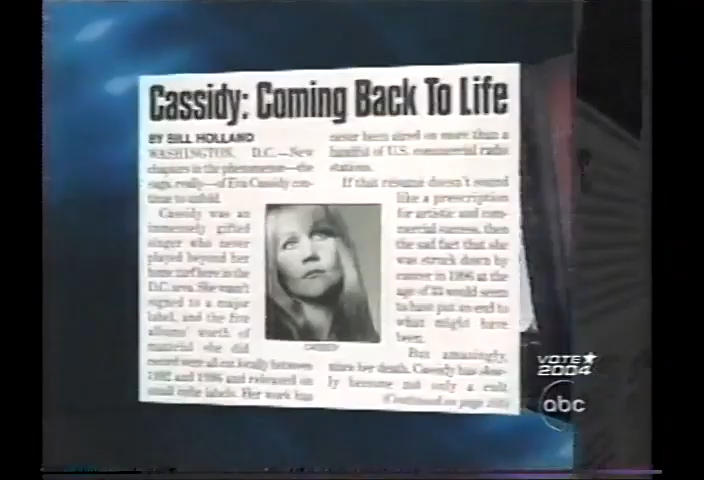 Cassidy: Coming Back To Life
BY BILL HOLLAND
WASHINGTON, D.C.—New
chapters in the phenomenon—the
saga, really—of Eva Cassidy con-
tinue to unfold.
Cassidy was an
immensely gifted
singer who never
played beyond her
home turf here in the
D.C. area. She wasn't
signed to a major
label, and the five
albums' worth of
material she did
record were all cut locally between
1992 and 1996 and released on
small indie labels. Her work has
never been aired on more than a
handful of U.S. commercial radio
stations.
If that résumé doesn't sound
like a prescription
for artistic and com-
mercial success, then
the sad fact that she
was struck down by
cancer in 1996 at the
age of 33 would seem
to have put an end to
what might have
been.
But amazingly,
since her death, Cassidy has slow-
ly become not only a cult
(Continued on page
CASSIDY
VOTE★
2004
abc